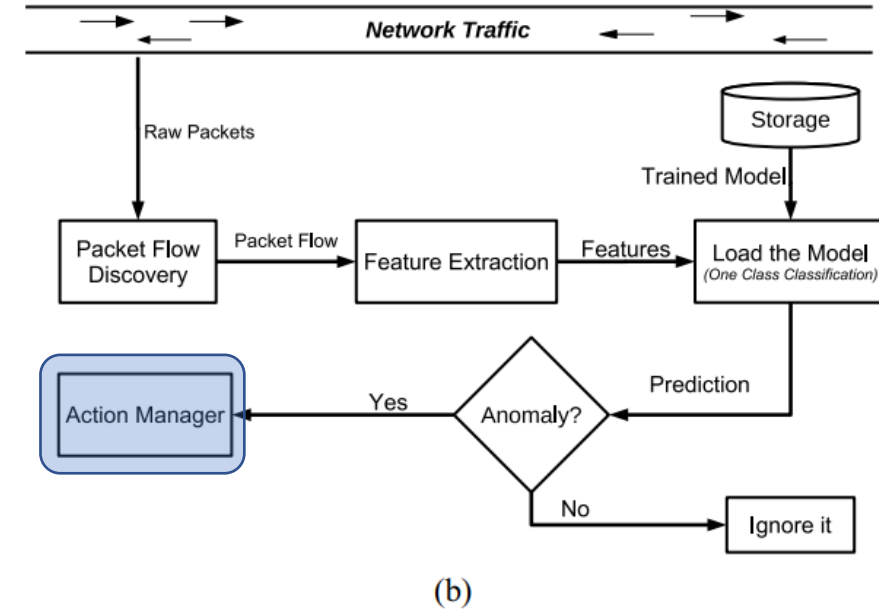 Network Traffic
Raw Packets
Storage
Trained Model
Packet Flow
Discovery
Packet Flow
Feature Extraction
Features
Load the Model
(One Class Classification)
Prediction
Anomaly?
Yes
Action Manager
No
Ignore it
(b)